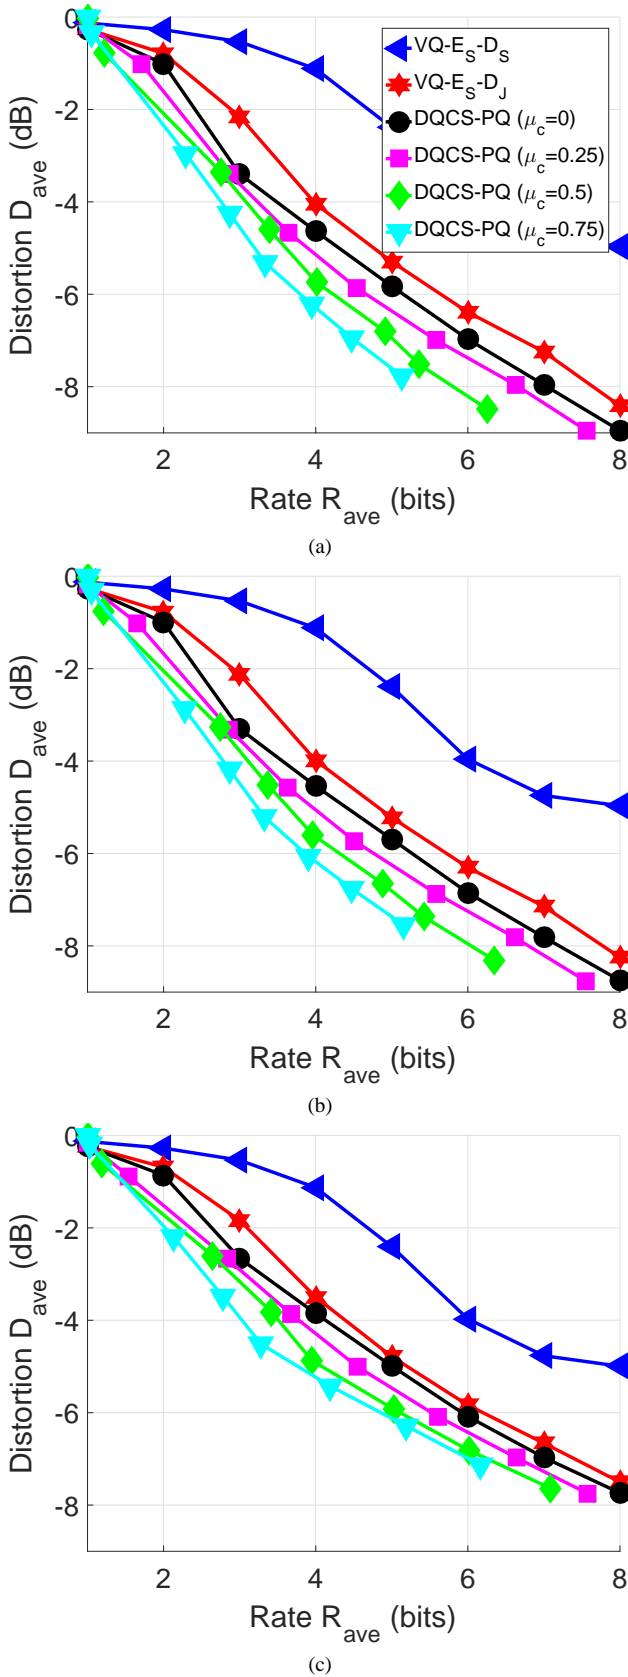 0
-2
-4
-6
-8
Distortion D_ave (dB)
VQ-E_S-D_S
VQ-E_S-D_J
DQCS-PQ (μ_c=0)
DQCS-PQ (μ_c=0.25)
DQCS-PQ (μ_c=0.5)
DQCS-PQ (μ_c=0.75)
2 4 6 8
Rate R_ave (bits)
(a)
0
-2
-4
-6
-8
Distortion D_ave (dB)
2 4 6 8
Rate R_ave (bits)
(b)
0
-2
-4
-6
-8
Distortion D_ave (dB)
2 4 6 8
Rate R_ave (bits)
(c)